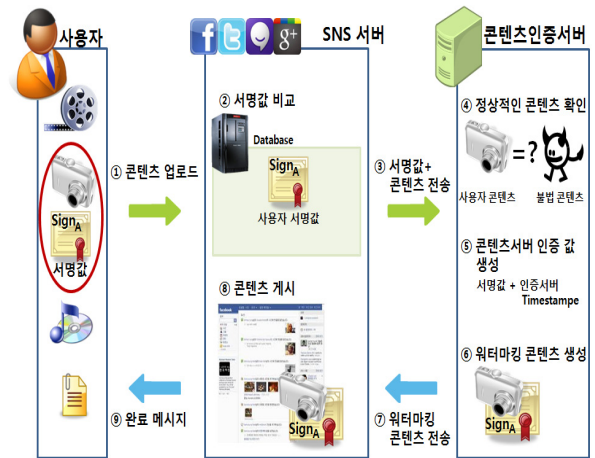 사용자
SNS 서버
콘텐츠인증서버
f
t
g+
② 서명값 비교
④ 정상적인 콘텐츠 확인
Database
① 콘텐츠 업로드
Sign_A
③ 서명값+
콘텐츠 전송
=?
사용자 서명값
사용자 콘텐츠
불법 콘텐츠
Sign_A
서명값
⑤ 콘텐츠서버 인증 값
생성
서명값 + 인증서버
Timestampe
⑧ 콘텐츠 게시
facebook
⑥ 워터마킹 콘텐츠 생성
⑨ 완료 메시지
Sign_A
⑦ 워터마킹
콘텐츠 전송
Sign_A